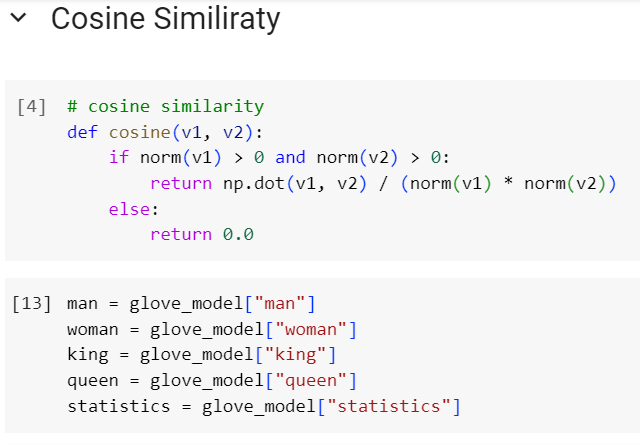 Cosine Similiraty
[4] # cosine similarity
def cosine(v1, v2):
    if norm(v1) > 0 and norm(v2) > 0:
        return np.dot(v1, v2) / (norm(v1) * norm(v2))
    else:
        return 0.0
[13] man = glove_model["man"]
woman = glove_model["woman"]
king = glove_model["king"]
queen = glove_model["queen"]
statistics = glove_model["statistics"]